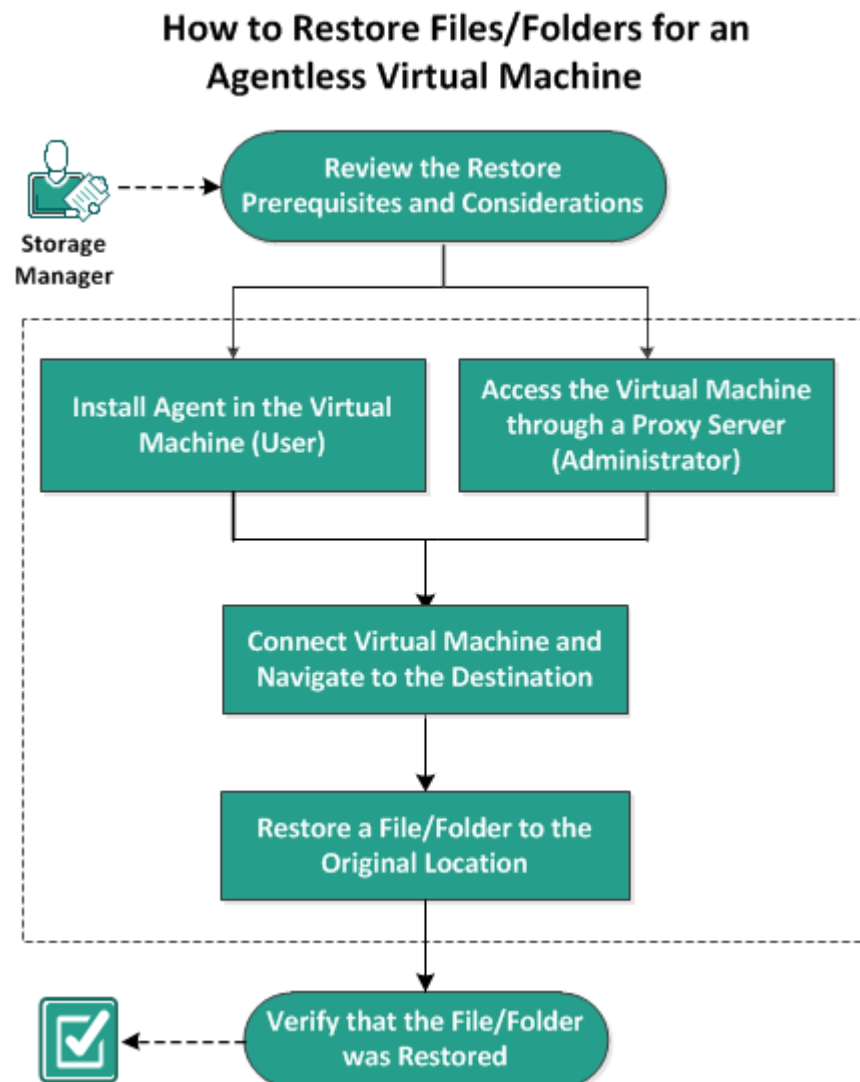 How to Restore Files/Folders for an
Agentless Virtual Machine
Review the Restore
Prerequisites and Considerations
Storage
Manager
Install Agent in the Virtual
Machine (User)
Access the Virtual Machine
through a Proxy Server
(Administrator)
Connect Virtual Machine and
Navigate to the Destination
Restore a File/Folder to the
Original Location
Verify that the File/Folder
was Restored